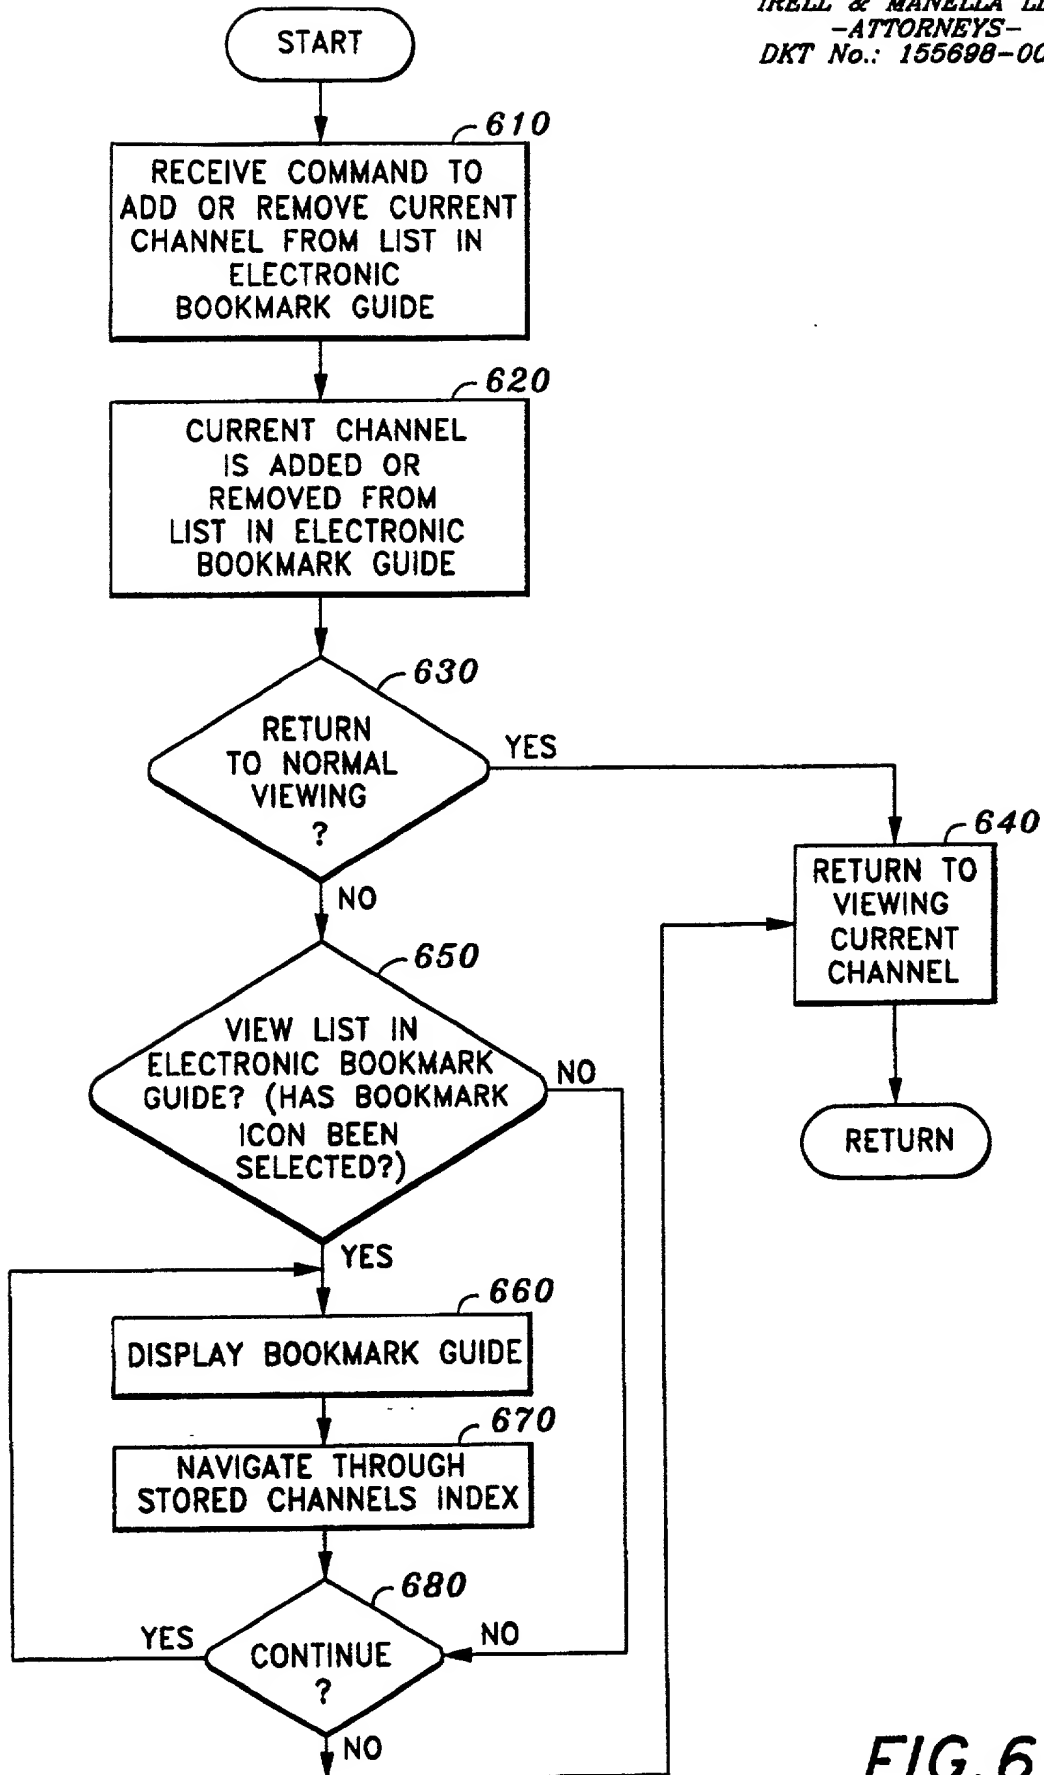 & MANELLA
-ATTORNEYS-
DKT No.: 155698-00
START
610
RECEIVE COMMAND TO
ADD OR REMOVE CURRENT
CHANNEL FROM LIST IN
ELECTRONIC
BOOKMARK GUIDE
620
CURRENT CHANNEL
IS ADDED OR
REMOVED FROM
LIST IN ELECTRONIC
BOOKMARK GUIDE
630
RETURN
TO NORMAL
VIEWING
?
YES
640
RETURN TO
VIEWING
CURRENT
CHANNEL
NO
650
VIEW LIST IN
ELECTRONIC BOOKMARK
GUIDE? (HAS BOOKMARK
ICON BEEN
SELECTED?)
NO
RETURN
YES
660
DISPLAY BOOKMARK GUIDE
670
NAVIGATE THROUGH
STORED CHANNELS INDEX
680
CONTINUE
?
YES
NO
NO
FIG.6